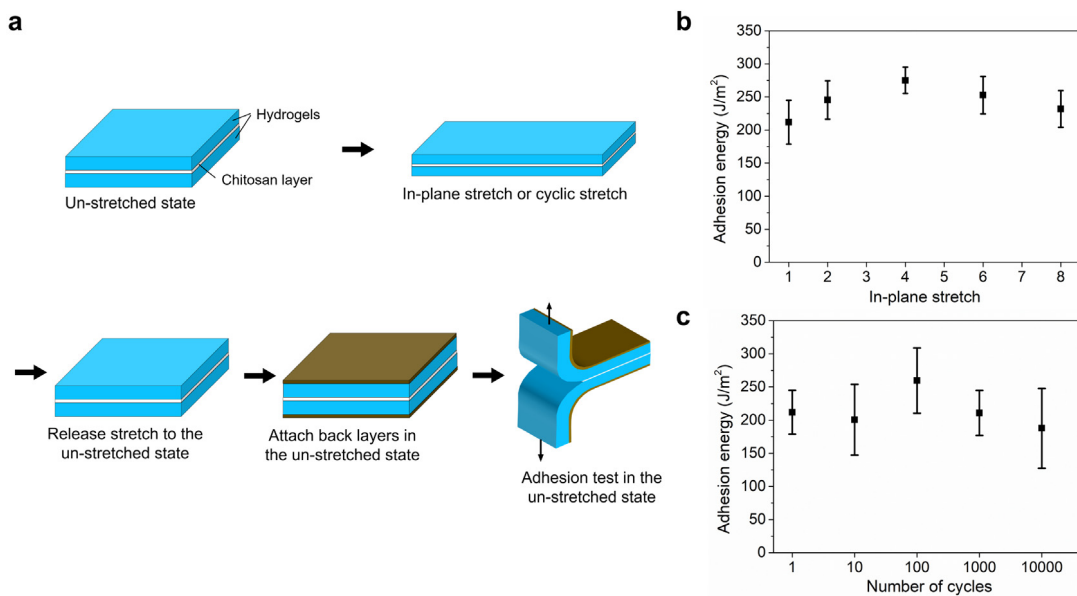 a
Hydrogels
Chitosan layer
Un-stretched state
In-plane stretch or cyclic stretch
Release stretch to the
un-stretched state
Attach back layers in
the un-stretched state
Adhesion test in the
un-stretched state
b
Adhesion energy (J/m²)
350
300
250
200
150
100
50
0
1 2 3 4 5 6 7 8
In-plane stretch
c
Adhesion energy (J/m²)
350
300
250
200
150
100
50
0
1 10 100 1000 10000
Number of cycles